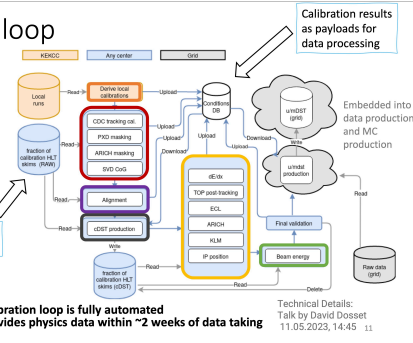 loop
Calibration results
as payloads for
data processing
KEKCC
Any center
Grid
Local
runs
Read
Derive local
calibrations
Upload
Conditions
DB
umDST
(grid)
Embedded into
data production
and MC
production
CDC tracking cal.
PXD masking
ARICH masking
SVD CoG
Upload
Upload
Download
Upload
Download
Write
fraction of
calibration HLT
skims
(RAW)
Read
Alignment
Read
cDST production
umdst
production
dE/dx
TOP post-tracking
ECL
ARICH
KLM
IP position
Read
Final validation
Beam energy
Write
fraction of
calibration HLT
skims (cDST)
Read
Read
Delete
Raw data
(grid)
bration loop is fully automated
vides physics data within ~2 weeks of data taking
Technical Details:
Talk by David Dosset
11.05.2023, 14:45
11